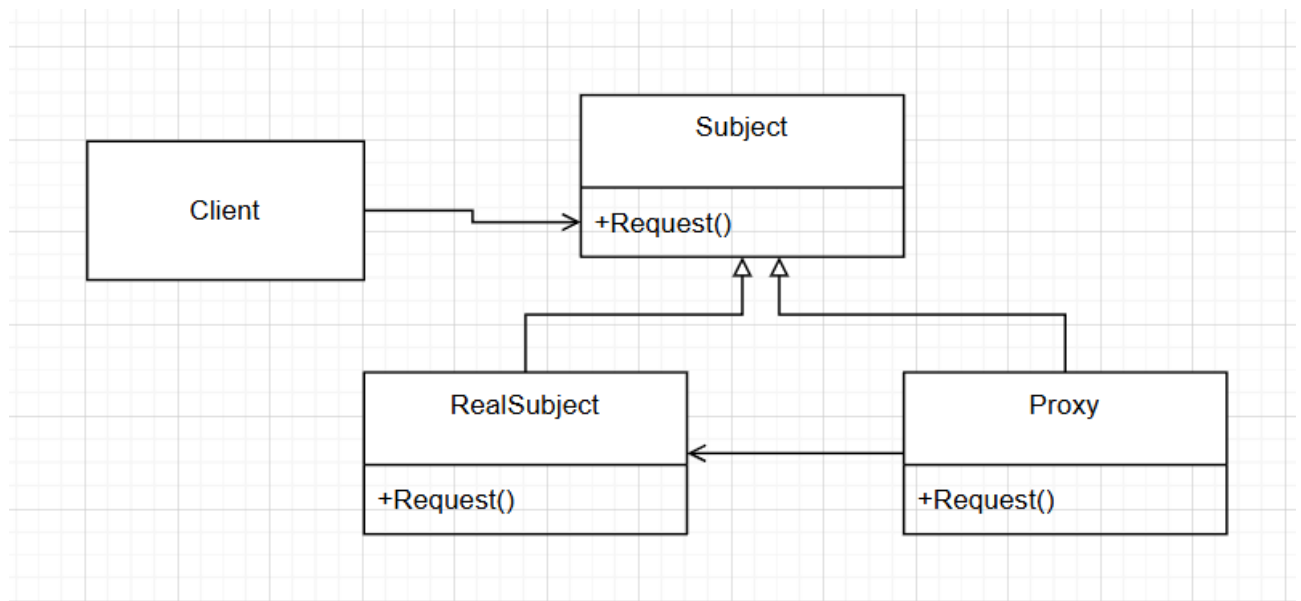 Subject
Client
+Request()
RealSubject
Proxy
+Request()
+Request()